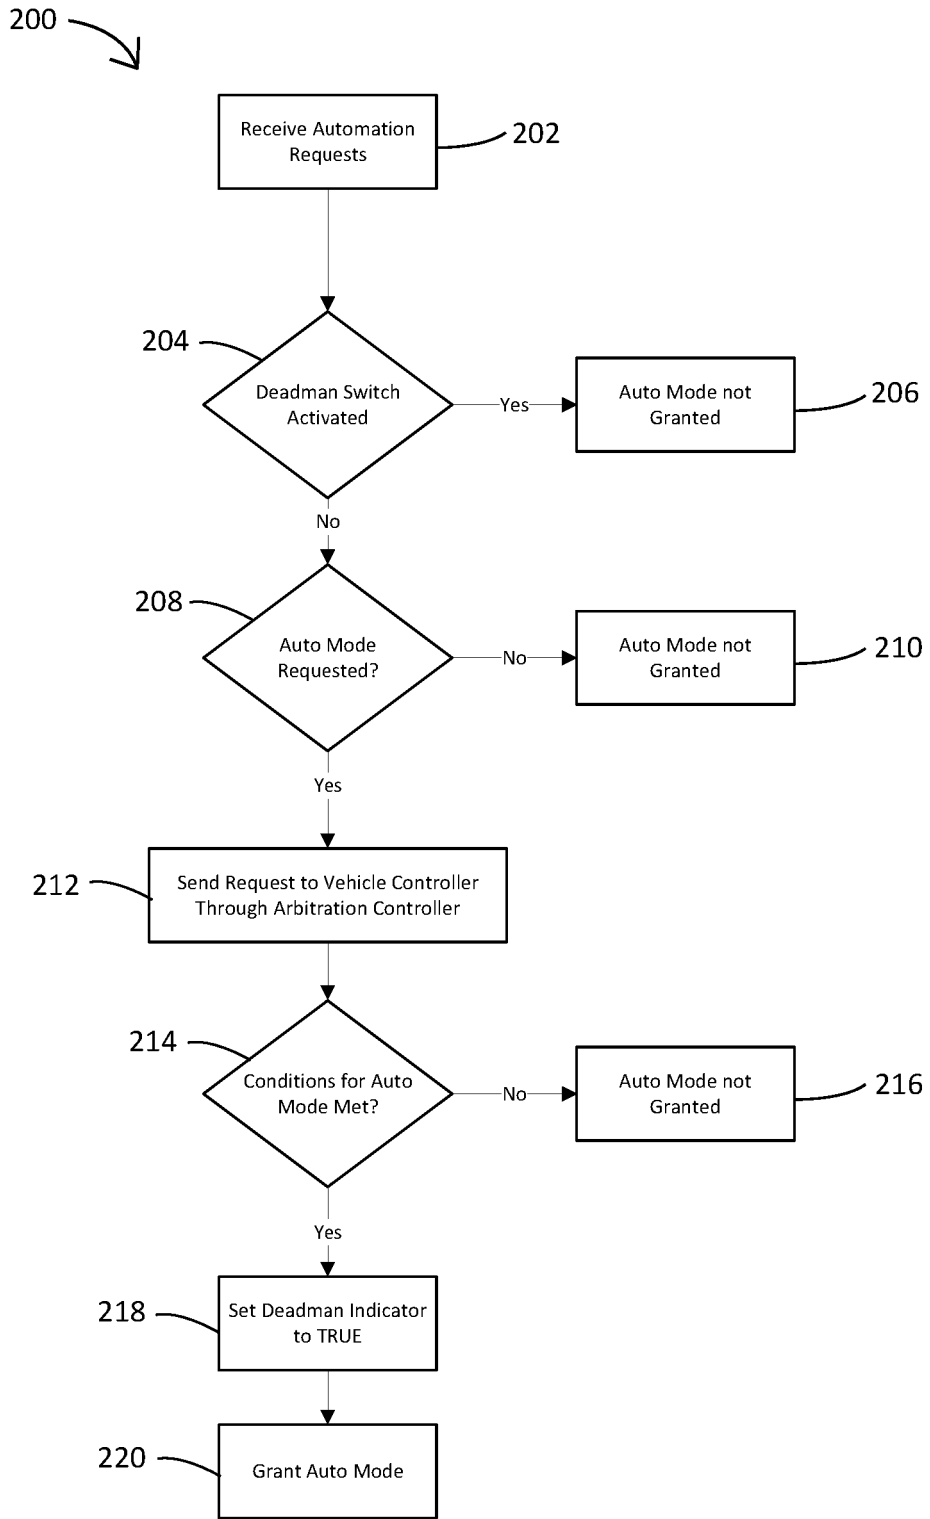 200
Receive Automation
Requests
202
204
Deadman Switch
Activated
Yes
Auto Mode not
Granted
206
No
208
Auto Mode
Requested?
No
Auto Mode not
Granted
210
Yes
212
Send Request to Vehicle Controller
Through Arbitration Controller
214
Conditions for Auto
Mode Met?
No
Auto Mode not
Granted
216
Yes
218
Set Deadman Indicator
to TRUE
220
Grant Auto Mode